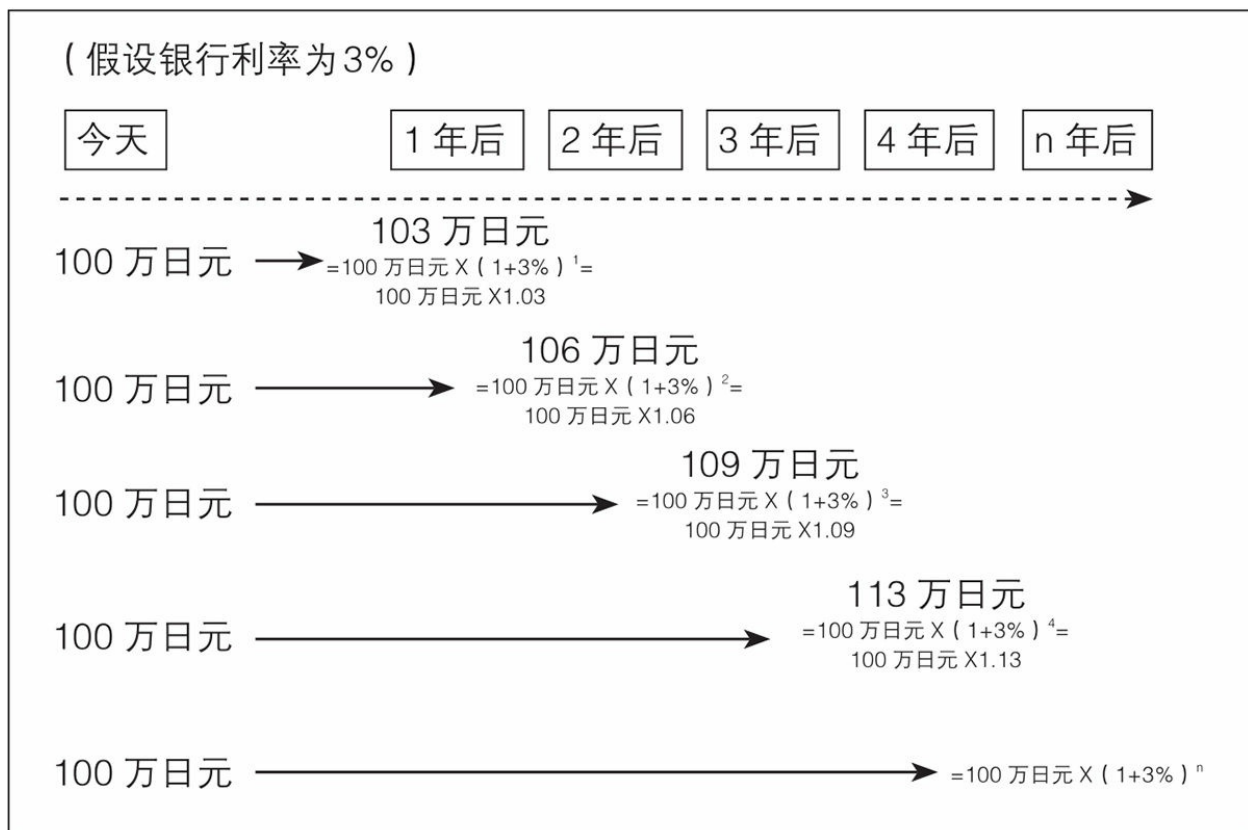 (假设银行利率为3%)
今天 1 年后 2 年后 3 年后 4 年后 n 年后
103 万日元
100 万日元 =100 万日元 X(1+3%)¹=
100 万日元 X1.03
106 万日元
100 万日元 =100 万日元 X(1+3%)²=
100 万日元 X1.06
109 万日元
100 万日元 =100 万日元 X(1+3%)³=
100 万日元 X1.09
113 万日元
100 万日元 =100 万日元 X(1+3%)⁴=
100 万日元 X1.13
100 万日元 =100 万日元 X(1+3%)ⁿ